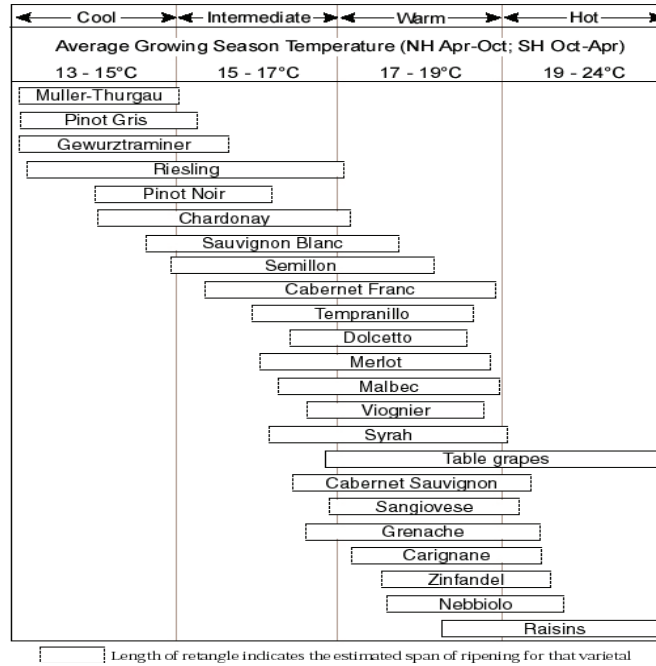 Cool Intermediate Warm Hot
Average Growing Season Temperature (NH Apr-Oct; SH Oct-Apr)
13 - 15°C 15 - 17°C 17 - 19°C 19 - 24°C
Muller-Thurgau
Pinot Gris
Gewurztraminer
Riesling
Pinot Noir
Chardonay
Sauvignon Blanc
Semillon
Cabernet Franc
Tempranillo
Dolcetto
Merlot
Malbec
Viognier
Syrah
Table grapes
Cabernet Sauvignon
Sangiovese
Grenache
Carignane
Zinfandel
Nebbiolo
Raisins
Length of retangle indicates the estimated span of ripening for that varietal